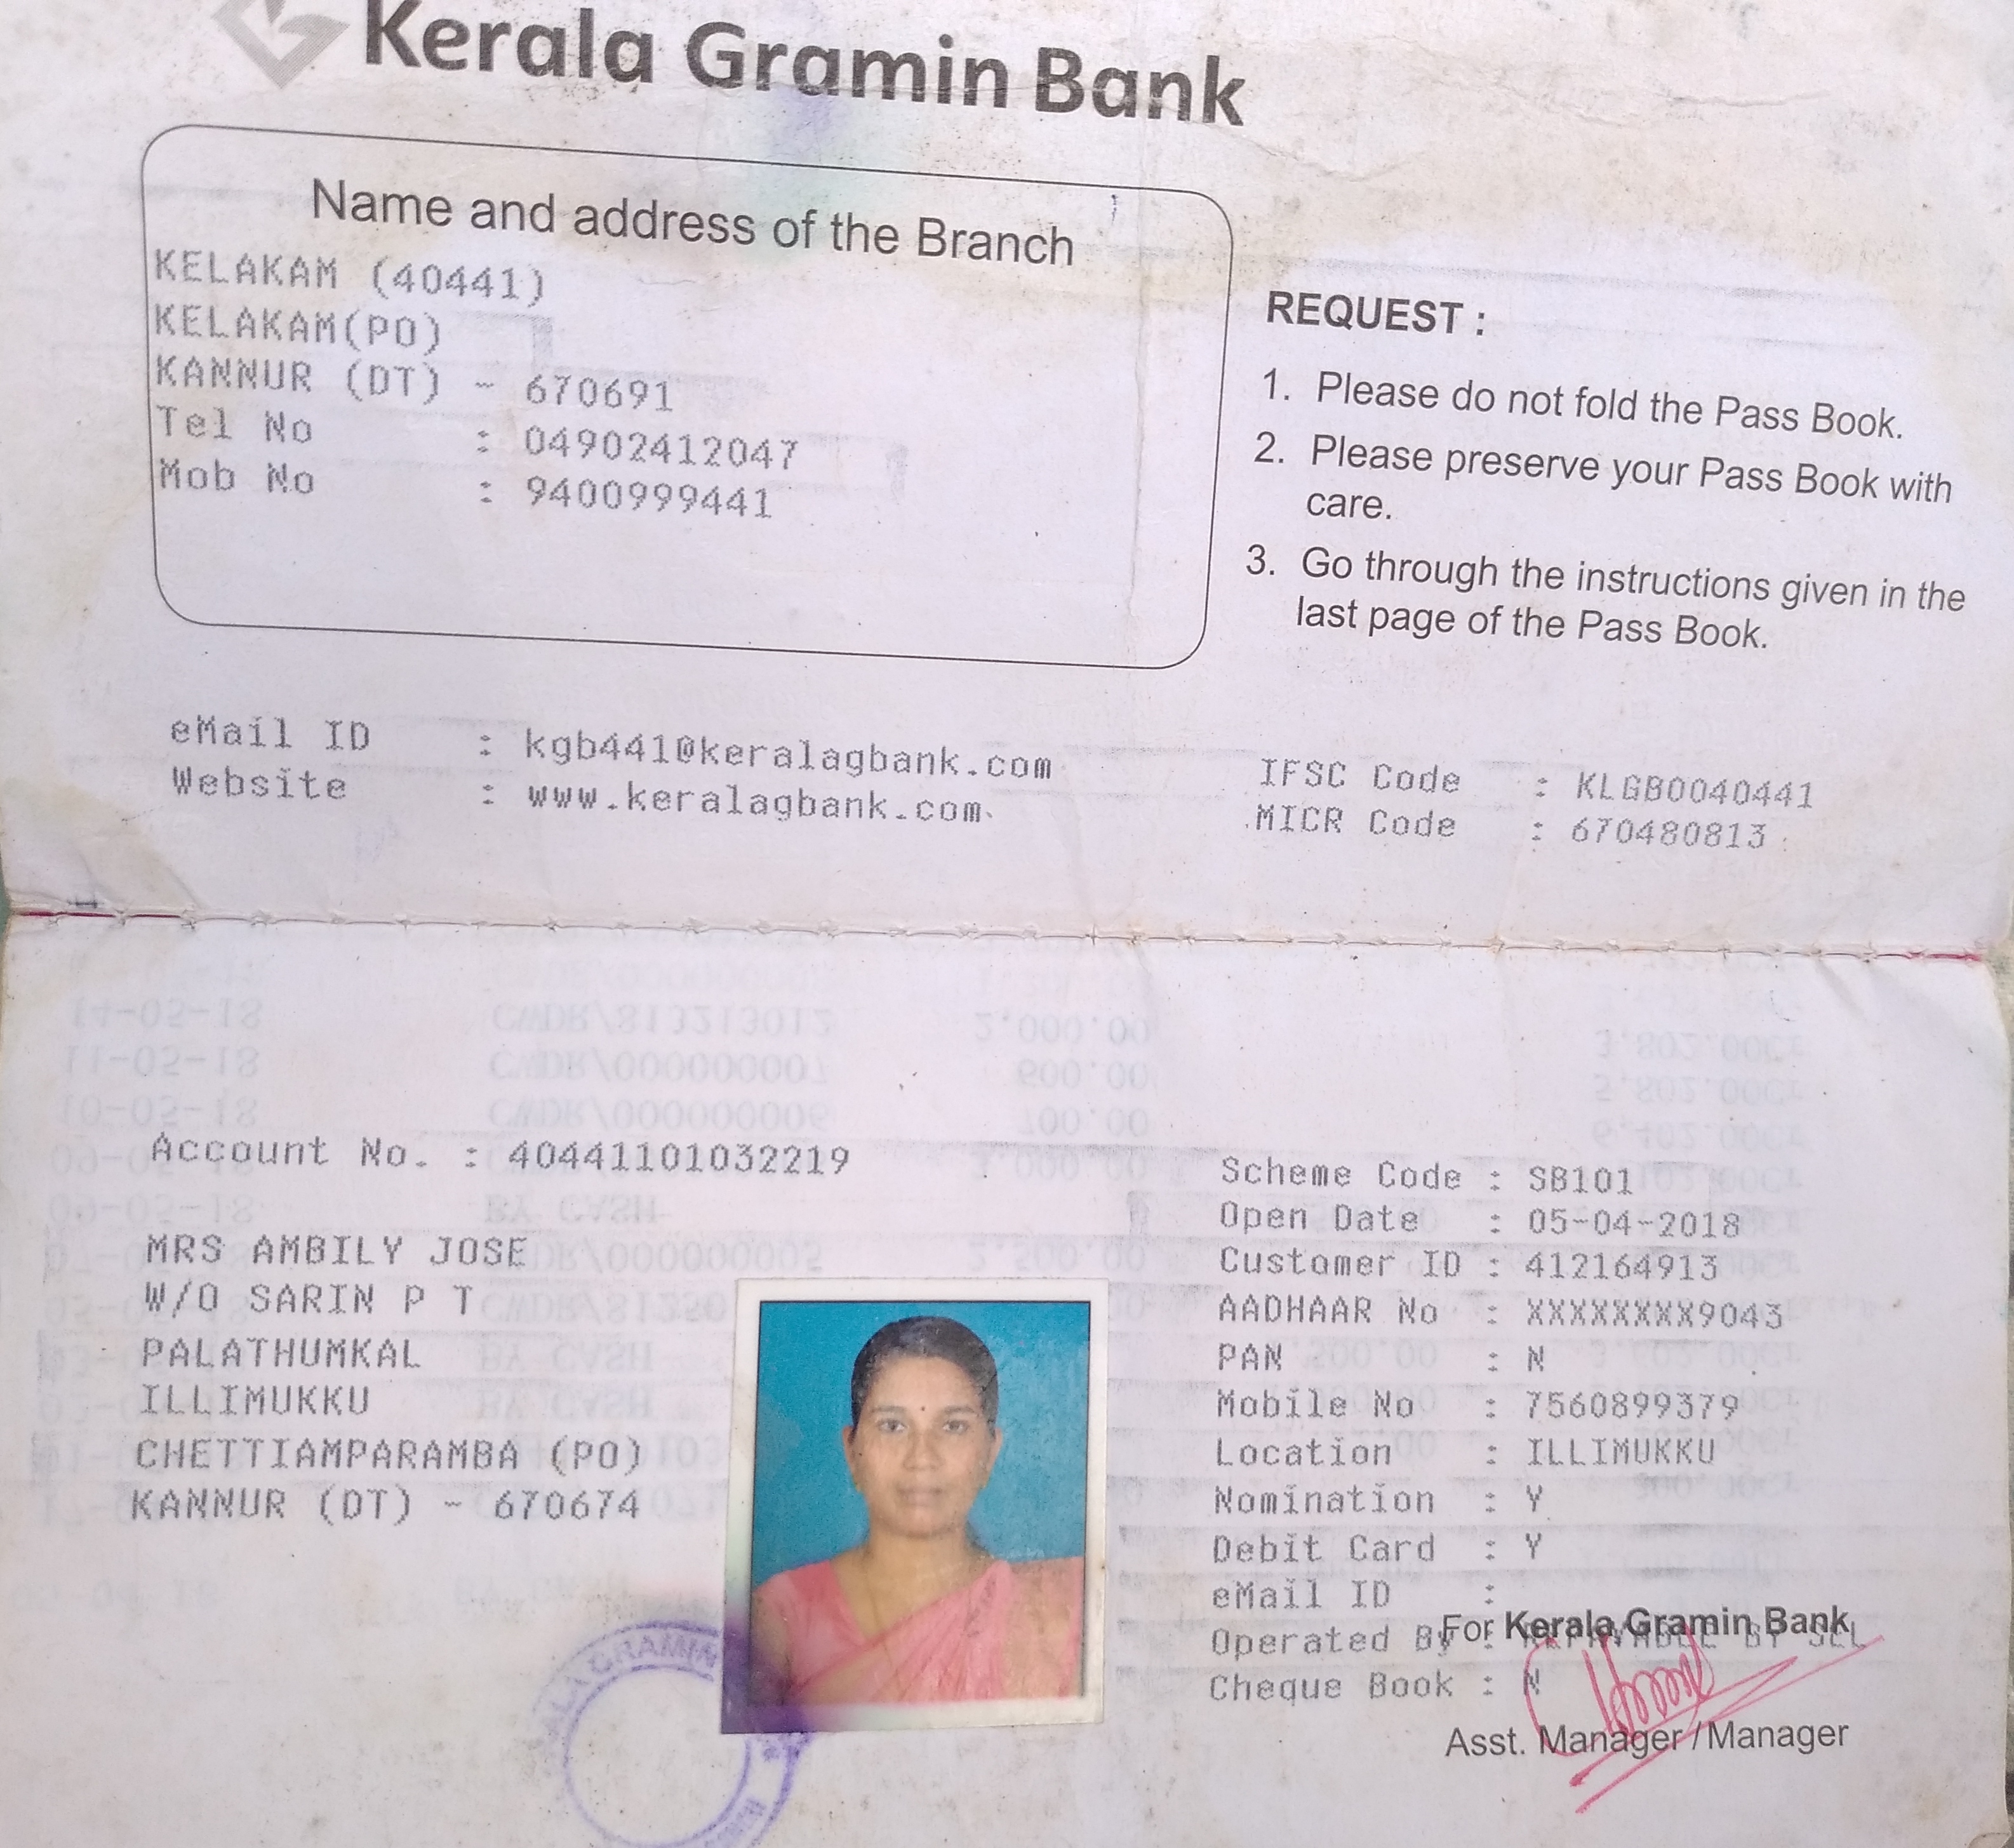 Kerala Gramin Bank
Name and address of the Branch
KELAKAM (40441)
KELAKAM(PO)
KANNUR (DT) - 670691
Tel No : 04902412047
Mob No : 9400999441
REQUEST :
1. Please do not fold the Pass Book.
2. Please preserve your Pass Book with
care.
3. Go through the instructions given in the
last page of the Pass Book.
eMail ID : kgb441@keralagbank.com
Website : www.keralagbank.com
IFSC Code : KLGB0040441
MICR Code : 670480813
Account No. : 40441101032219
MRS AMBILY JOSE
W/O SARIN P T
PALATHUMKAL
ILLIMUKKU
CHETTIAMPARAMBA (PO)
KANNUR (DT) - 670674
Scheme Code : SB101
Open Date : 05-04-2018
Customer ID : 412164913
AADHAAR No : XXXXXXXX9043
PAN : N
Mobile No : 7560899379
Location : ILLIMUKKU
Nomination : Y
Debit Card : Y
eMail ID :
Operated By :
For Kerala Gramin Bank
Cheque Book : N
Asst. Manager / Manager
GRAMIN